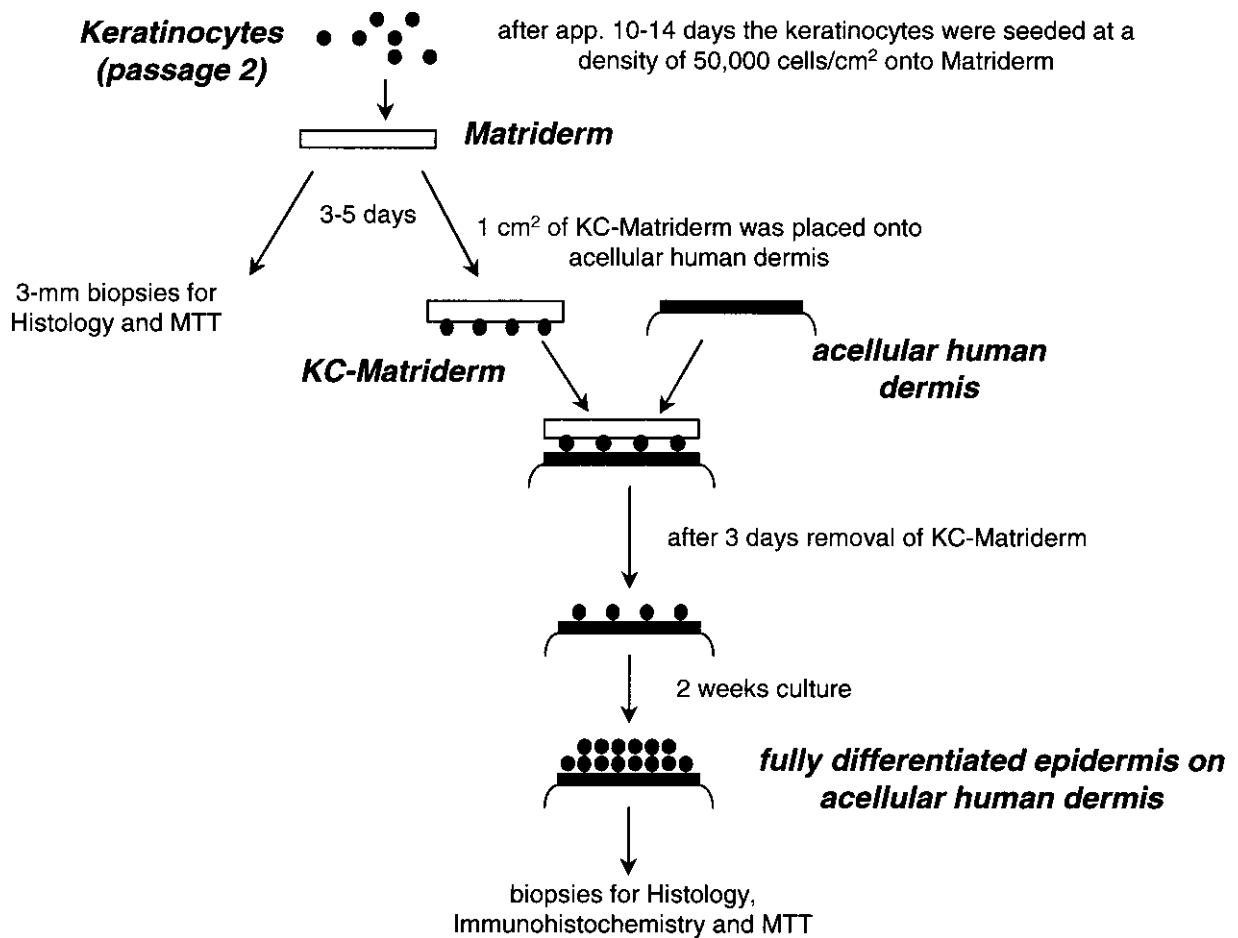 Keratinocytes
(passage 2)
after app. 10-14 days the keratinocytes were seeded at a
density of 50,000 cells/cm² onto Matriderm
Matriderm
3-5 days
1 cm² of KC-Matriderm was placed onto
acellular human dermis
3-mm biopsies for
Histology and MTT
KC-Matriderm
acellular human
dermis
after 3 days removal of KC-Matriderm
2 weeks culture
fully differentiated epidermis on
acellular human dermis
biopsies for Histology,
Immunohistochemistry and MTT